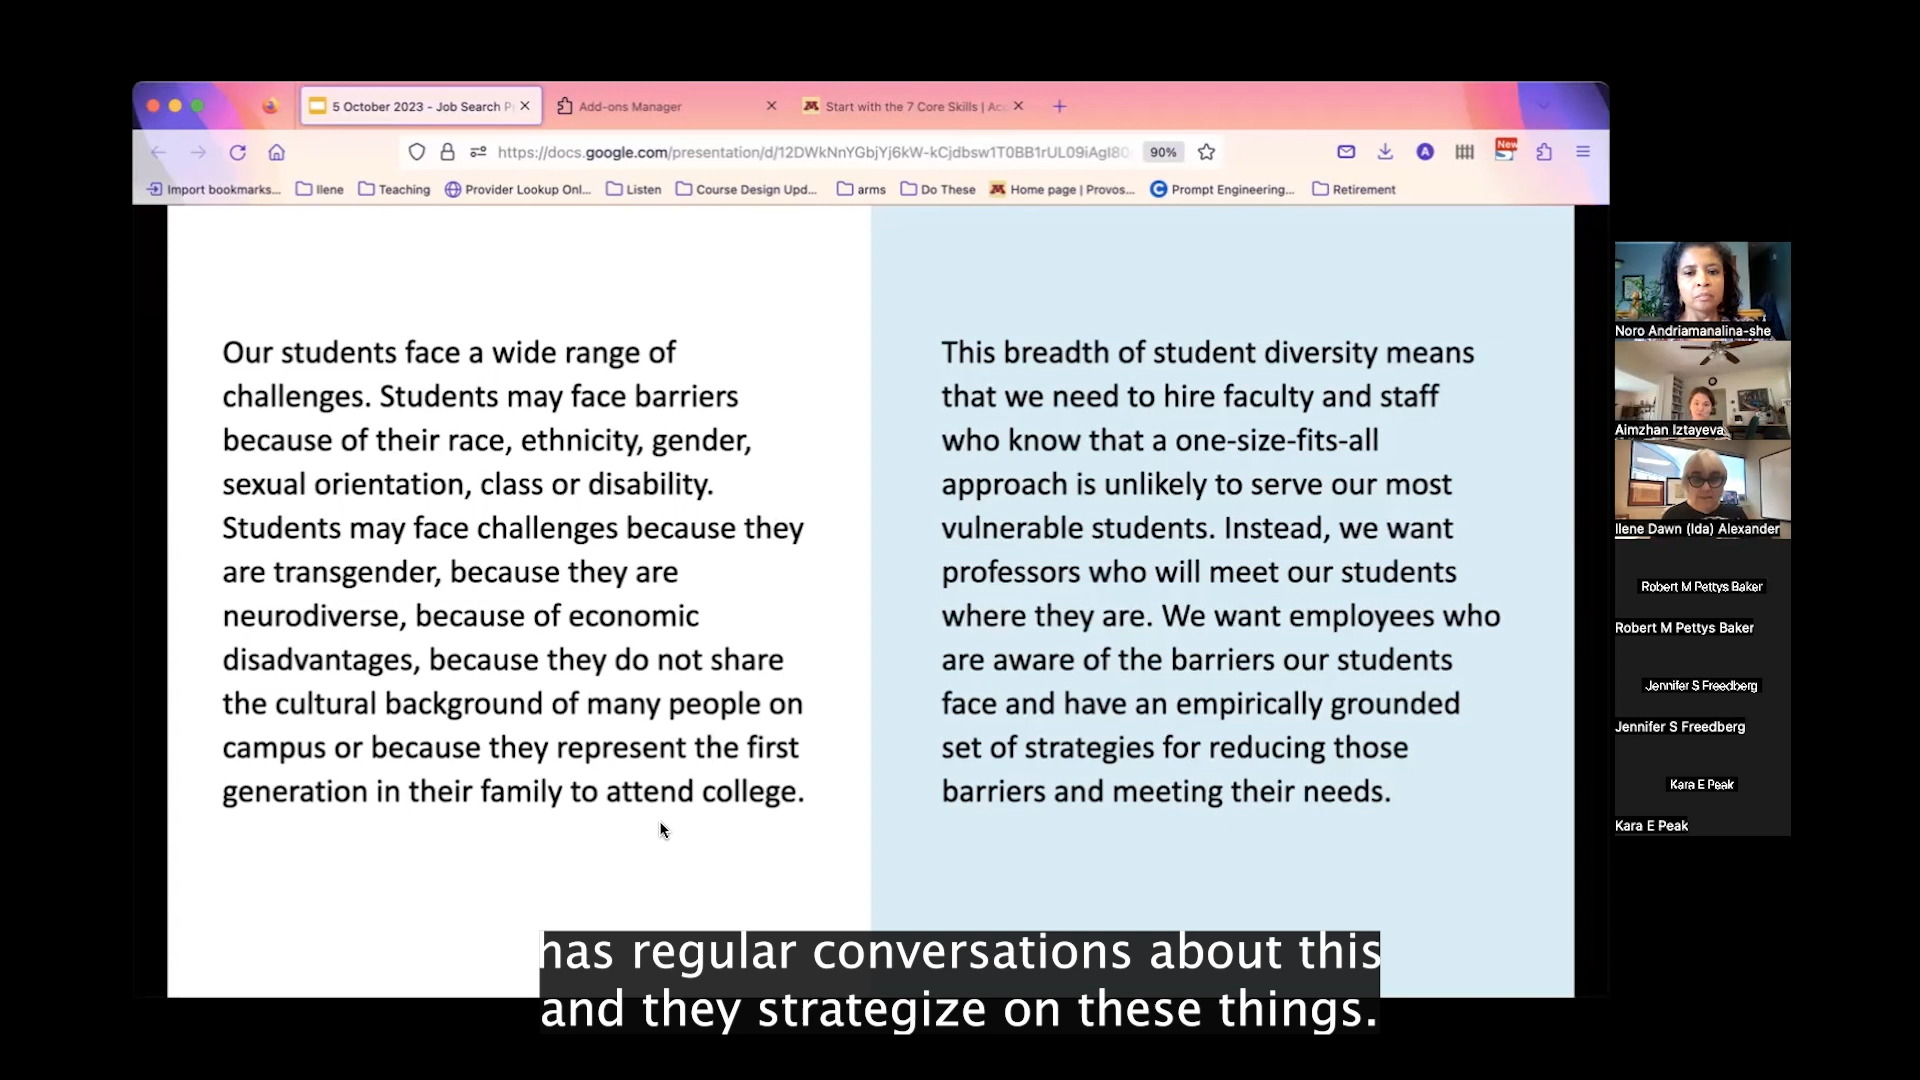 5 October 2023 - Job Search P
Add-ons Manager
Start with the 7 Core Skills | Ac
https://docs.google.com/presentation/d/12DWkNnYGbjYj6kW-kCjdbsw1T0BB1rUL09iAgI80
90%
New
Import bookmarks...
Ilene
Teaching
Provider Lookup Onl...
Listen
Course Design Upd...
arms
Do These
Home page | Provos...
Prompt Engineering...
Retirement
Our students face a wide range of
challenges. Students may face barriers
because of their race, ethnicity, gender,
sexual orientation, class or disability.
Students may face challenges because they
are transgender, because they are
neurodiverse, because of economic
disadvantages, because they do not share
the cultural background of many people on
campus or because they represent the first
generation in their family to attend college.
This breadth of student diversity means
that we need to hire faculty and staff
who know that a one-size-fits-all
approach is unlikely to serve our most
vulnerable students. Instead, we want
professors who will meet our students
where they are. We want employees who
are aware of the barriers our students
face and have an empirically grounded
set of strategies for reducing those
barriers and meeting their needs.
Noro Andriamanalina-she
Aimzhan Iztayeva
Ilene Dawn (Ida) Alexander
Robert M Pettys Baker
Robert M Pettys Baker
Jennifer S Freedberg
Jennifer S Freedberg
Kara E Peak
Kara E Peak
has regular conversations about this
and they strategize on these things.